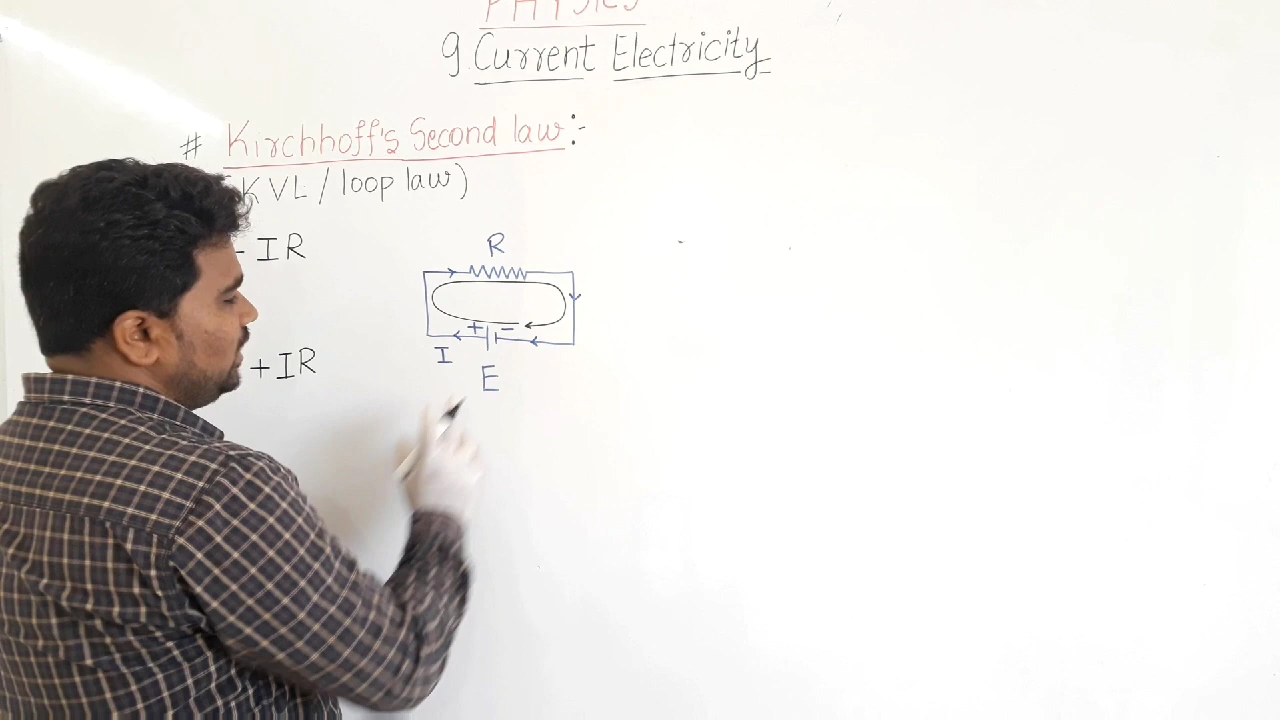 PHYSICS
9. Current Electricity
# Kirchhoff's Second law :-
(KVL / loop law)
- IR
R
+ -
I
+ IR
E